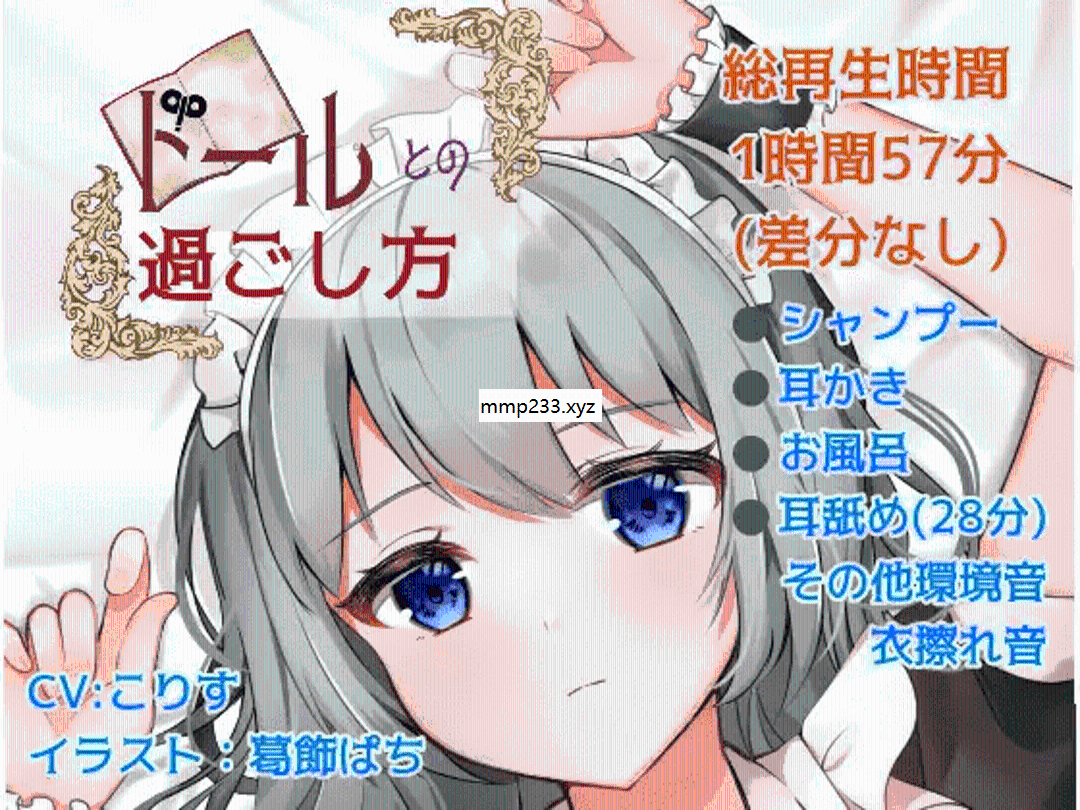 ドールとの
過ごし方
総再生時間
1時間57分
(差分なし)
シャンプー
耳かき
お風呂
耳舐め(28分)
その他環境音
衣擦れ音
mmp233.xyz
CV:こりす
イラスト：葛飾ぱち